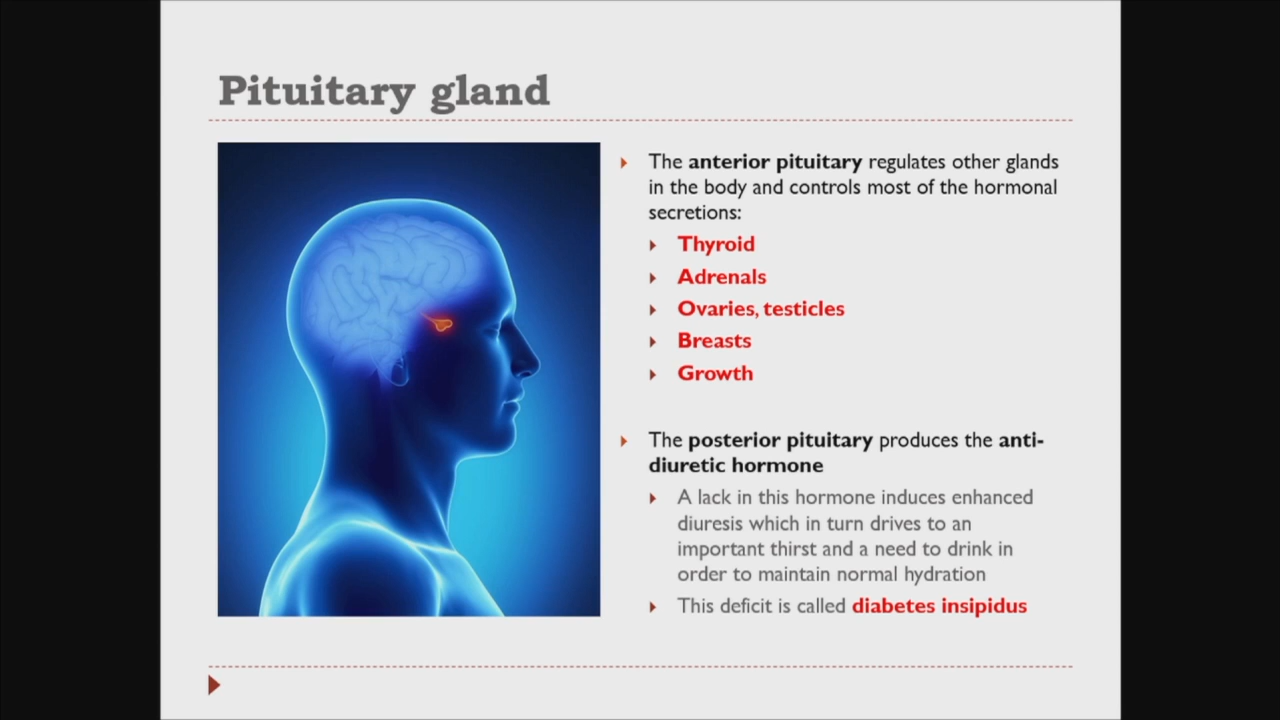 Pituitary gland
The anterior pituitary regulates other glands
in the body and controls most of the hormonal
secretions:
Thyroid
Adrenals
Ovaries, testicles
Breasts
Growth
The posterior pituitary produces the anti-
diuretic hormone
A lack in this hormone induces enhanced
diuresis which in turn drives to an
important thirst and a need to drink in
order to maintain normal hydration
This deficit is called diabetes insipidus